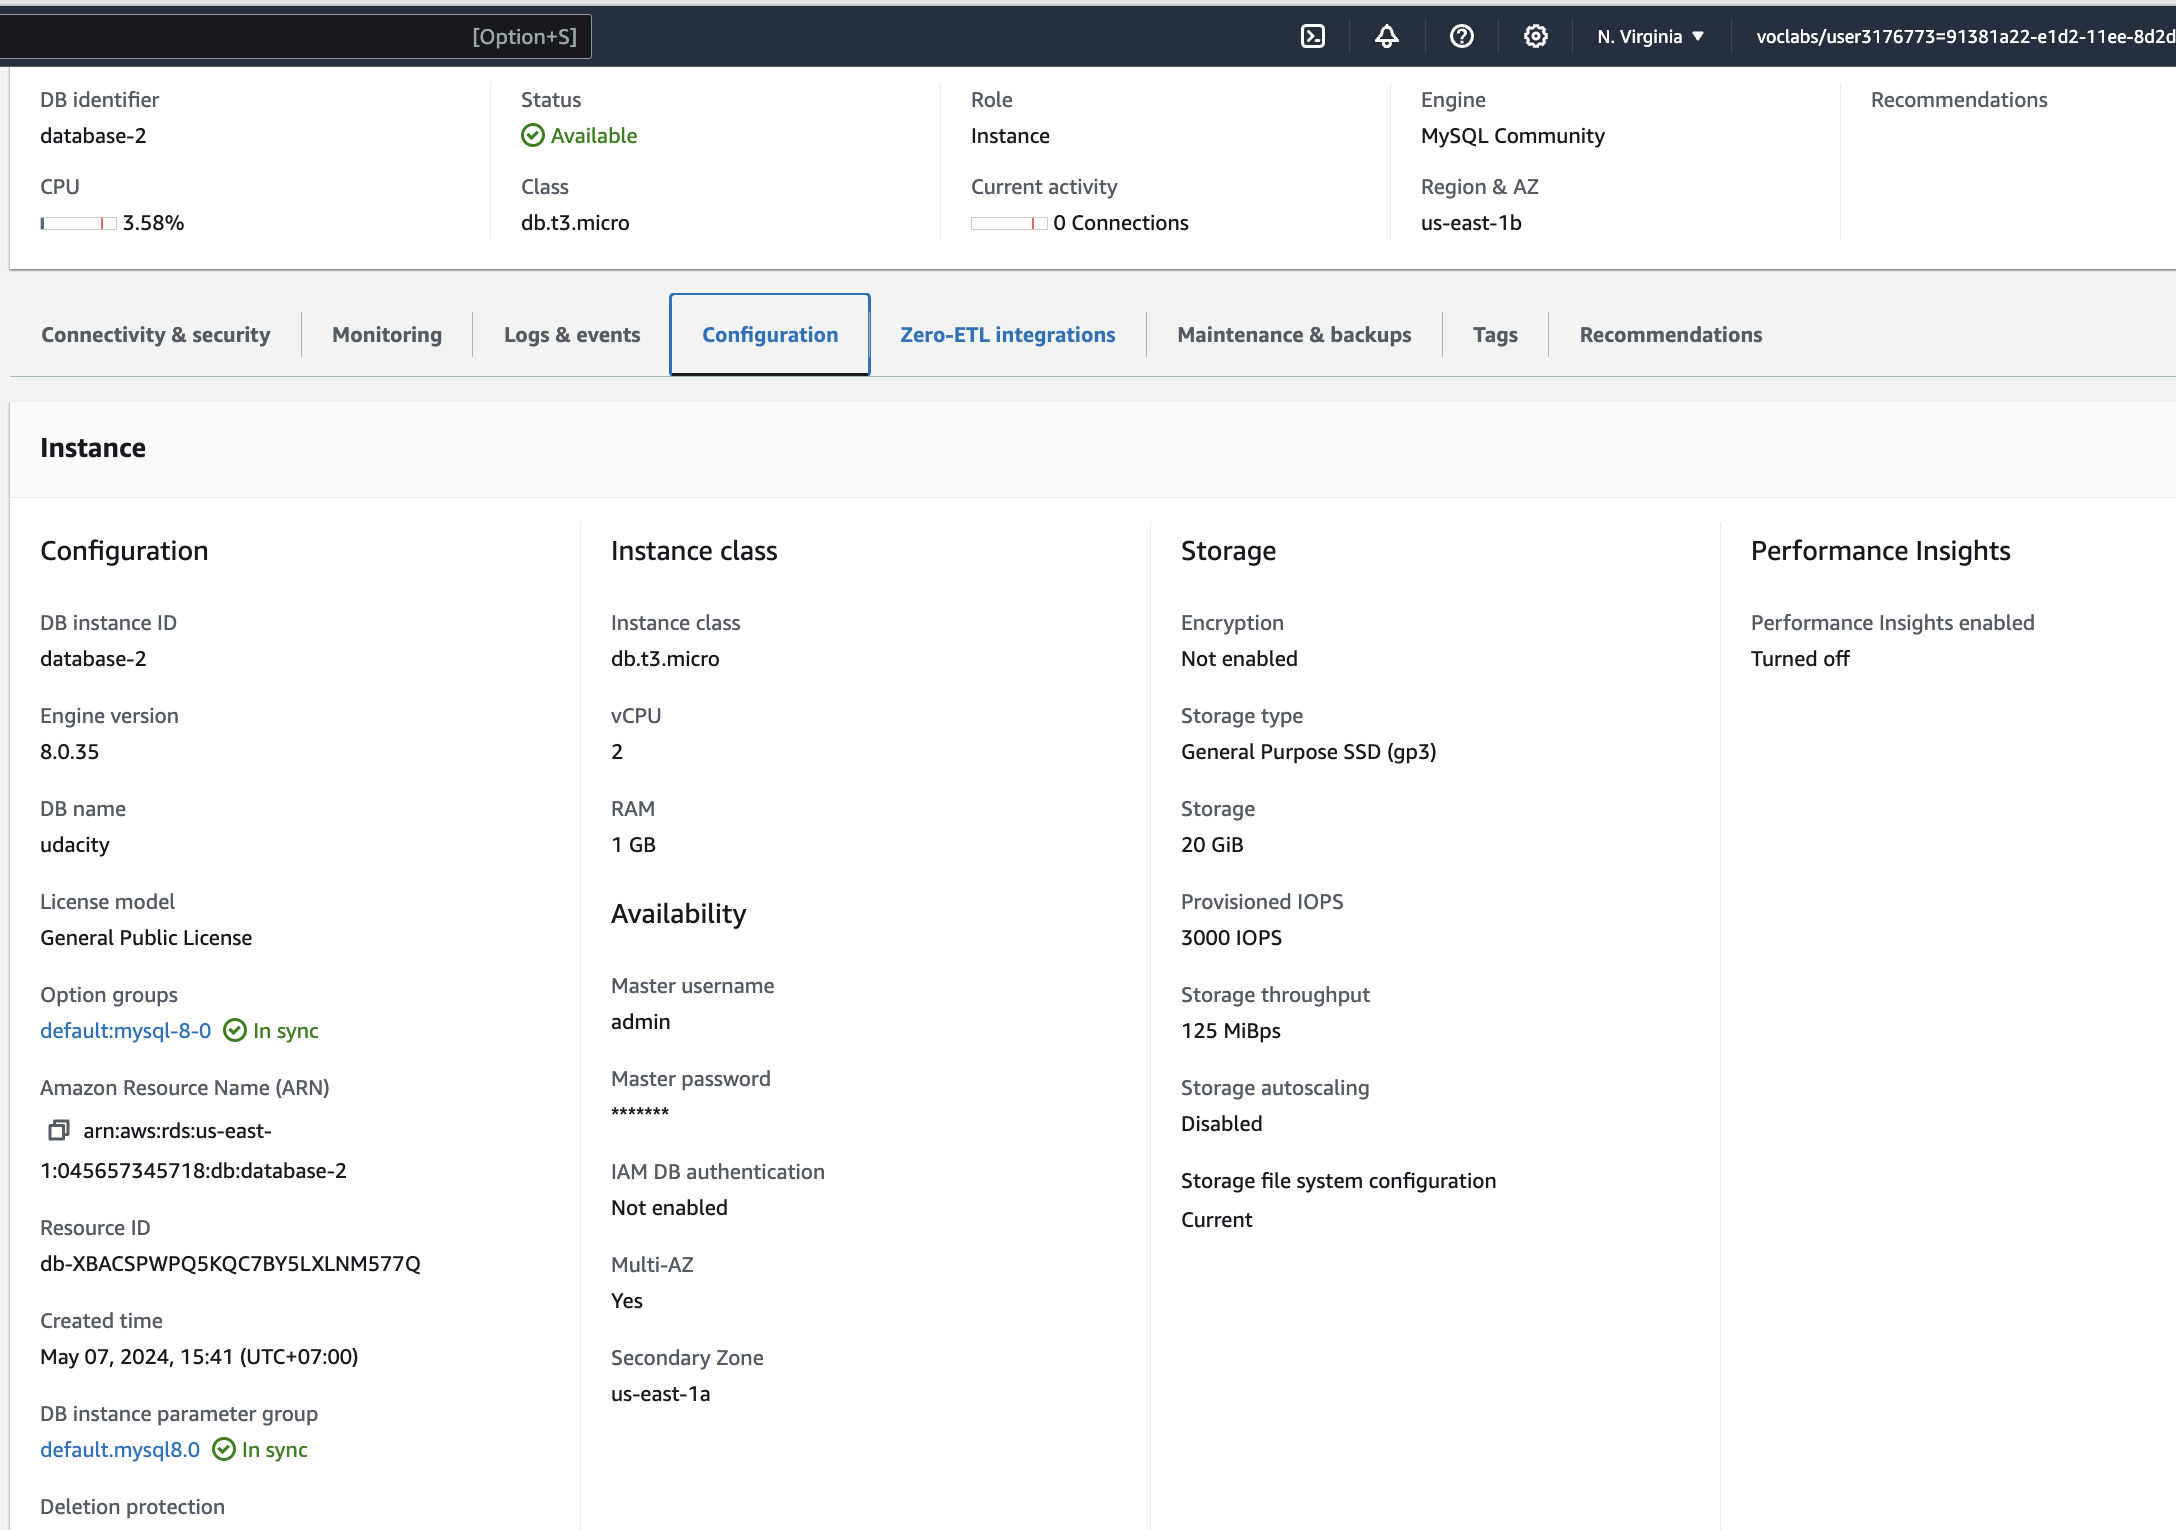 [Option+S]
N. Virginia
voclabs/user3176773=91381a22-e1d2-11ee-8d2d
DB identifier
database-2
Status
Available
Role
Instance
Engine
MySQL Community
Recommendations
CPU
3.58%
Class
db.t3.micro
Current activity
0 Connections
Region & AZ
us-east-1b
Connectivity & security
Monitoring
Logs & events
Configuration
Zero-ETL integrations
Maintenance & backups
Tags
Recommendations
Instance
Configuration
DB instance ID
database-2
Engine version
8.0.35
DB name
udacity
License model
General Public License
Option groups
default:mysql-8-0 In sync
Amazon Resource Name (ARN)
arn:aws:rds:us-east-
1:045657345718:db:database-2
Resource ID
db-XBACSPWPQ5KQC7BY5LXLNM577Q
Created time
May 07, 2024, 15:41 (UTC+07:00)
DB instance parameter group
default.mysql8.0 In sync
Deletion protection
Instance class
Instance class
db.t3.micro
vCPU
2
RAM
1 GB
Availability
Master username
admin
Master password
*******
IAM DB authentication
Not enabled
Multi-AZ
Yes
Secondary Zone
us-east-1a
Storage
Encryption
Not enabled
Storage type
General Purpose SSD (gp3)
Storage
20 GiB
Provisioned IOPS
3000 IOPS
Storage throughput
125 MiBps
Storage autoscaling
Disabled
Storage file system configuration
Current
Performance Insights
Performance Insights enabled
Turned off